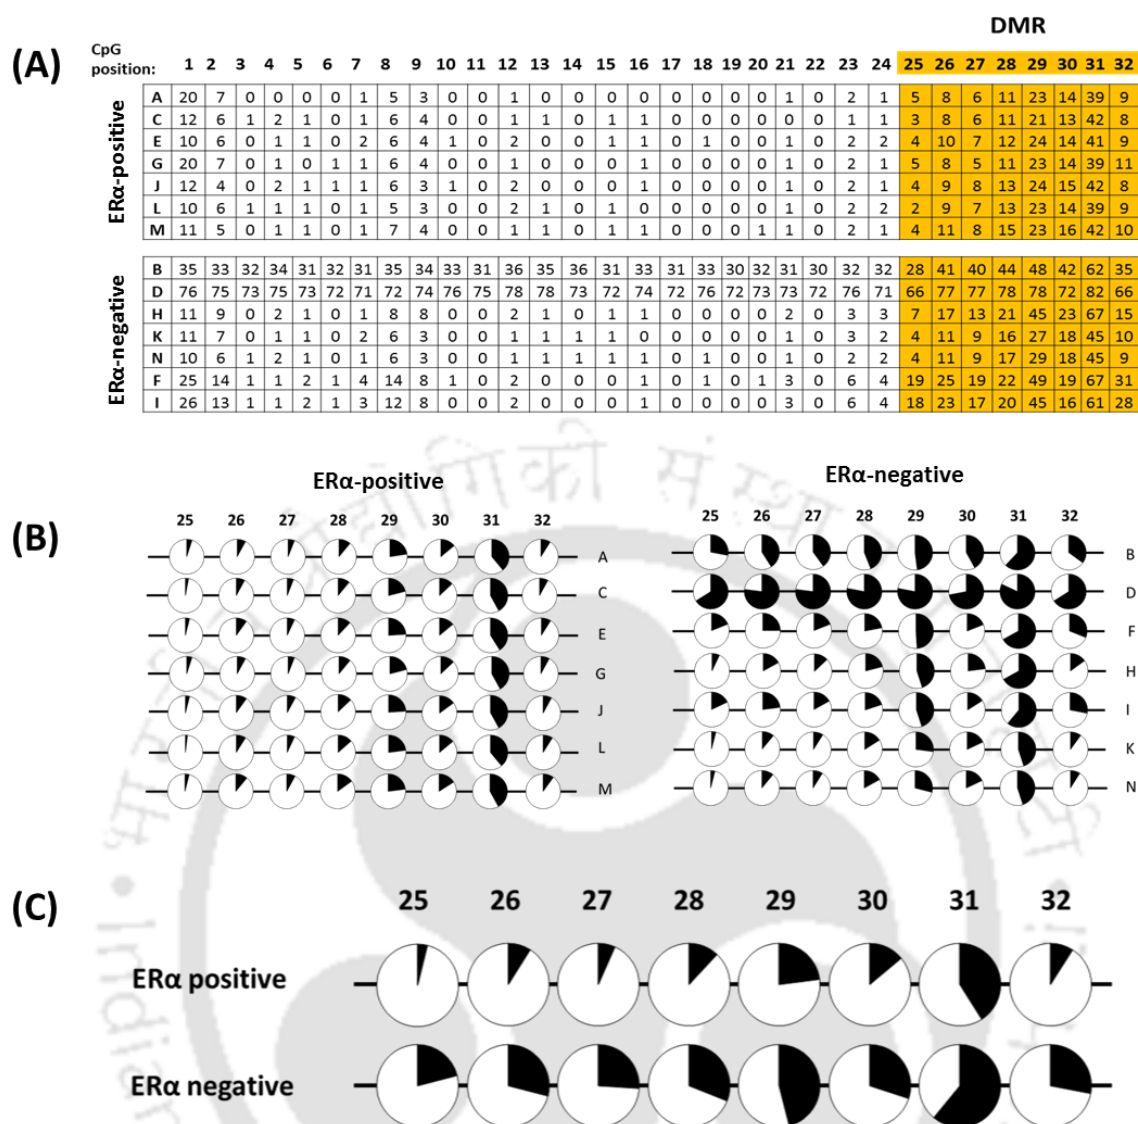 DMR
(A)
CpG position: 1 2 3 4 5 6 7 8 9 10 11 12 13 14 15 16 17 18 19 20 21 22 23 24 25 26 27 28 29 30 31 32
ERα-positive
A 20 7 0 0 0 0 1 5 3 0 0 1 0 0 0 0 0 0 0 0 1 0 2 1 5 8 6 11 23 14 39 9
C 12 6 1 2 1 0 1 6 4 0 0 1 1 0 1 1 0 0 0 0 0 0 1 1 3 8 6 11 21 13 42 8
E 10 6 0 1 1 0 2 6 4 1 0 2 0 0 1 1 0 1 0 0 1 0 2 2 4 10 7 12 24 14 41 9
G 20 7 0 1 0 1 1 6 4 0 0 1 0 0 0 1 0 0 0 0 1 0 2 1 5 8 5 11 23 14 39 11
J 12 4 0 2 1 1 1 6 3 1 0 2 0 0 0 1 0 0 0 0 1 0 2 1 4 9 8 13 24 15 42 8
L 10 6 1 1 1 0 1 5 3 0 0 2 1 0 1 0 0 0 0 0 1 0 2 2 2 9 7 13 23 14 39 9
M 11 5 0 1 1 0 1 7 4 0 0 1 1 0 1 1 0 0 0 1 1 0 2 1 4 11 8 15 23 16 42 10
ERα-negative
B 35 33 32 34 31 32 31 35 34 33 31 36 35 36 31 33 31 33 30 32 31 30 32 32 28 41 40 44 48 42 62 35
D 76 75 73 75 73 72 71 72 74 76 75 78 78 73 72 74 72 76 72 73 73 72 76 71 66 77 77 78 78 72 82 66
H 11 9 0 2 1 0 1 8 8 0 0 2 1 0 1 1 0 0 0 0 2 0 3 3 7 17 13 21 45 23 67 15
K 11 7 0 1 1 0 2 6 3 0 0 1 1 1 1 0 0 0 0 0 1 0 3 2 4 11 9 16 27 18 45 10
N 10 6 1 2 1 0 1 6 3 0 0 1 1 1 1 1 0 1 0 0 1 0 2 2 4 11 9 17 29 18 45 9
F 25 14 1 1 2 1 4 14 8 1 0 2 0 0 0 1 0 1 0 1 3 0 6 4 19 25 19 22 49 19 67 31
I 26 13 1 1 2 1 3 12 8 0 0 2 0 0 0 1 0 0 0 0 3 0 6 4 18 23 17 20 45 16 61 28
(B)
ERα-positive
25 26 27 28 29 30 31 32
A
C
E
G
J
L
M
ERα-negative
25 26 27 28 29 30 31 32
B
D
F
H
I
K
N
(C)
25 26 27 28 29 30 31 32
ERα positive
ERα negative